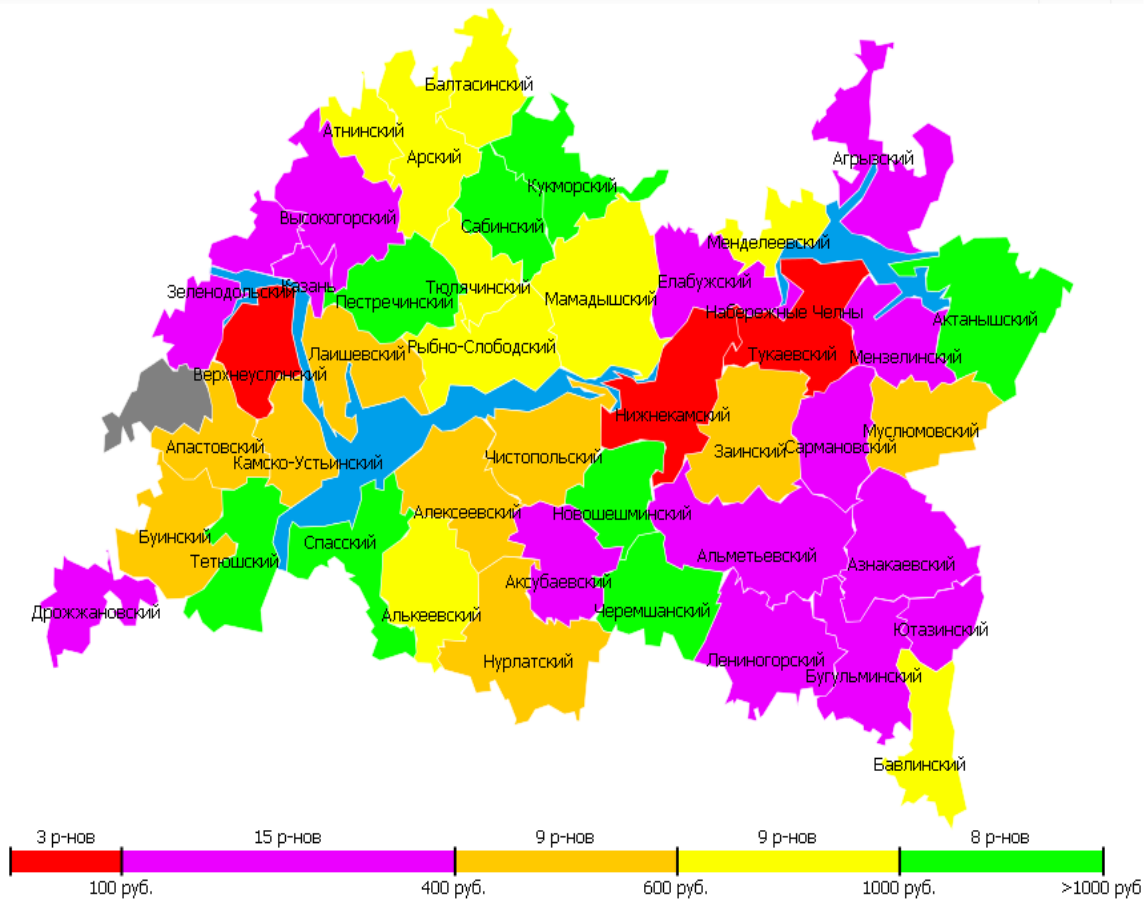 Балтасинский
Атнинский
Арский
Агрызский
Кукморский
Высокогорский
Сабинский
Менделеевский
Зеленодольский
Казань
Пестречинский
Тюлячинский
Мамадышский
Елабужский
Набережные Челны
Актанышский
Лаишевский
Рыбно-Слободский
Тукаевский
Мензелинский
Верхнеуслонский
Нижнекамский
Муслюмовский
Апастовский
Камско-Устьинский
Чистопольский
Заинский
Сармановский
Алексеевский
Новошешминский
Буинский
Спасский
Тетюшский
Альметьевский
Азнакаевский
Аксубаевский
Дрожжановский
Алькеевский
Черемшанский
Ютазинский
Нурлатский
Лениногорский
Бугульминский
Бавлинский
3 р-нов 15 р-нов 9 р-нов 9 р-нов 8 р-нов
100 руб. 400 руб. 600 руб. 1000 руб. >1000 руб